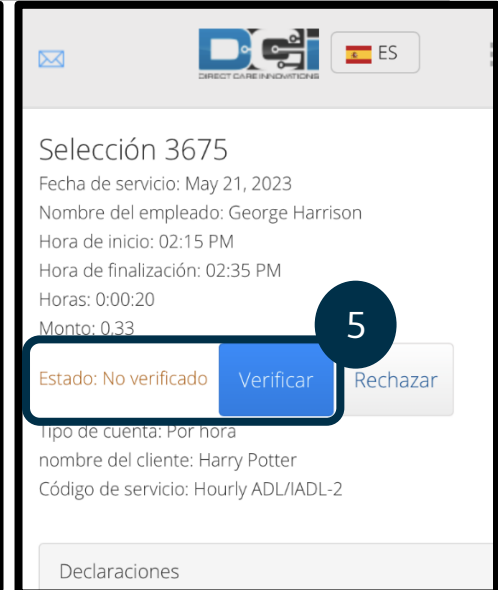 DCI
DIRECT CARE INNOVATIONS
ES
Selección 3675
Fecha de servicio: May 21, 2023
Nombre del empleado: George Harrison
Hora de inicio: 02:15 PM
Hora de finalización: 02:35 PM
Horas: 0:00:20
Monto: 0.33
5
Estado: No verificado Verificar Rechazar
Tipo de cuenta: Por hora
nombre del cliente: Harry Potter
Código de servicio: Hourly ADL/IADL-2
Declaraciones